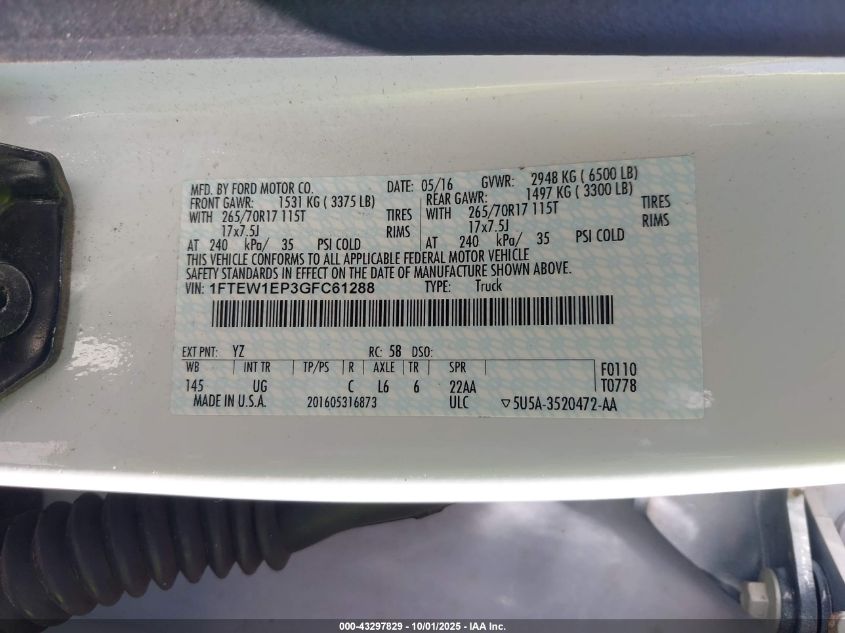 MFD. BY FORD MOTOR CO. DATE: 05/16 GVWR: 2948 KG ( 6500 LB)
FRONT GAWR: 1531 KG ( 3375 LB) REAR GAWR: 1497 KG ( 3300 LB)
WITH 265/70R17 115T TIRES WITH 265/70R17 115T TIRES
17x7.5J RIMS 17x7.5J RIMS
AT 240 kPa/ 35 PSI COLD AT 240 kPa/ 35 PSI COLD
THIS VEHICLE CONFORMS TO ALL APPLICABLE FEDERAL MOTOR VEHICLE
SAFETY STANDARDS IN EFFECT ON THE DATE OF MANUFACTURE SHOWN ABOVE.
VIN: 1FTEW1EP3GFC61288 TYPE: Truck
EXT PNT: YZ RC: 58 DSO:
WB INT TR TP/PS R AXLE TR SPR F0110
145 UG C L6 6 22AA T0778
MADE IN U.S.A. 201605316873 ULC ▽5U5A-3520472-AA
000-43297829 - 10/01/2025 - IAA Inc.